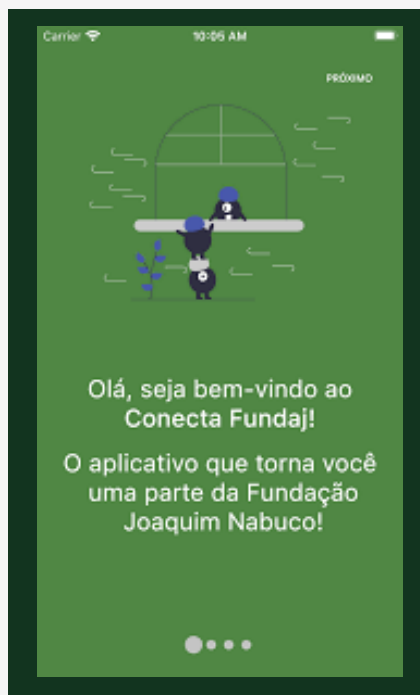 Carrier 10:05 AM
PRÓXIMO
Olá, seja bem-vindo ao
Conecta Fundaj!
O aplicativo que torna você
uma parte da Fundação
Joaquim Nabuco!